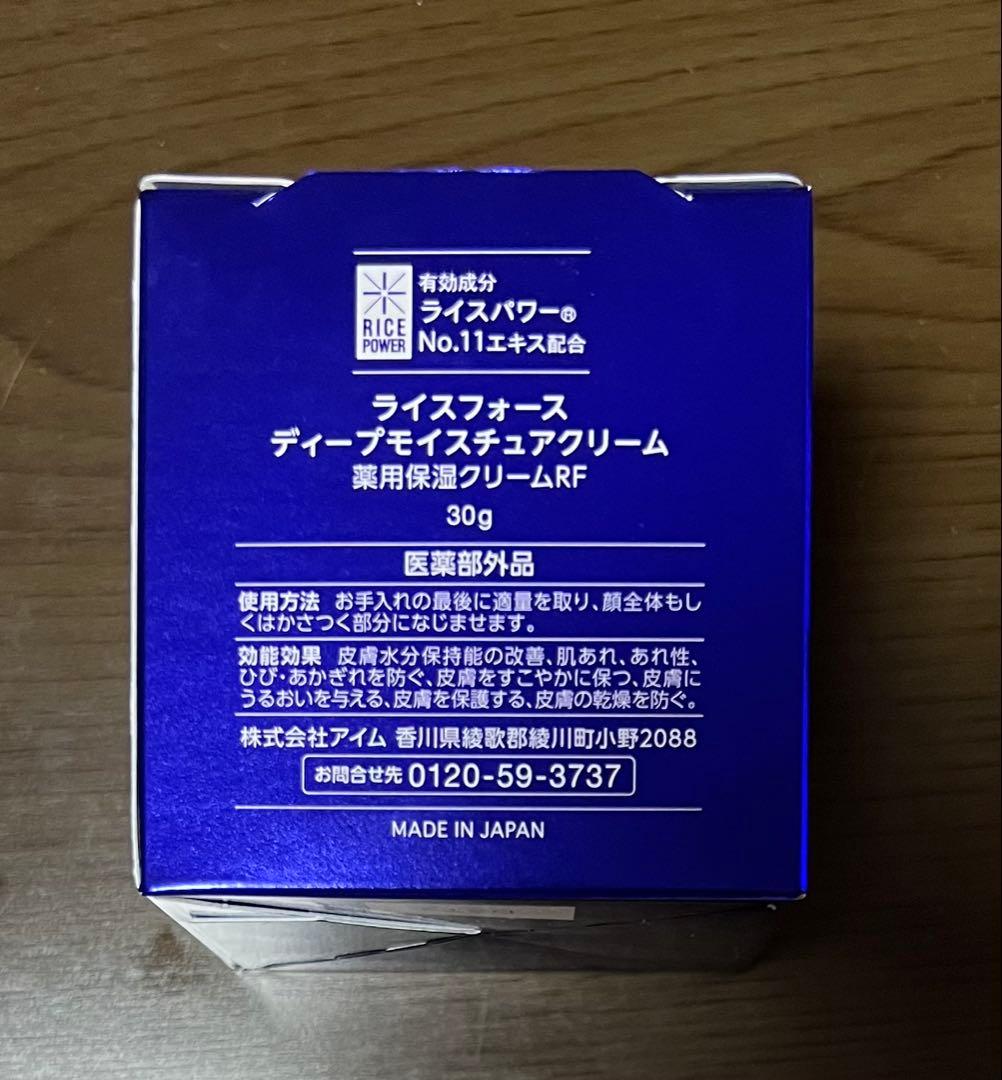 RICE
POWER
有効成分
ライスパワー®
No.11エキス配合
ライスフォース
ディープモイスチュアクリーム
薬用保湿クリームRF
30g
医薬部外品
使用方法 お手入れの最後に適量を取り、顔全体もし
くはかさつく部分になじませます。
効能効果 皮膚水分保持能の改善、肌あれ、あれ性、
ひび・あかぎれを防ぐ、皮膚をすこやかに保つ、皮膚に
うるおいを与える、皮膚を保護する、皮膚の乾燥を防ぐ。
株式会社アイム 香川県綾歌郡綾川町小野2088
お問合せ先 0120-59-3737
MADE IN JAPAN